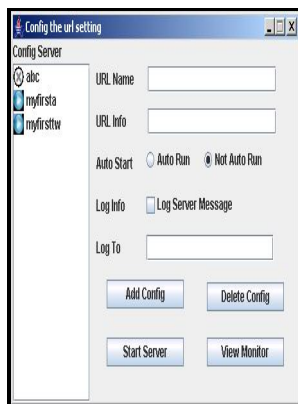 Config the url setting
Config Server
abc
myfirsta
myfirsttw
URL Name
URL Info
Auto Start
Auto Run
Not Auto Run
Log Info
Log Server Message
Log To
Add Config
Delete Config
Start Server
View Monitor